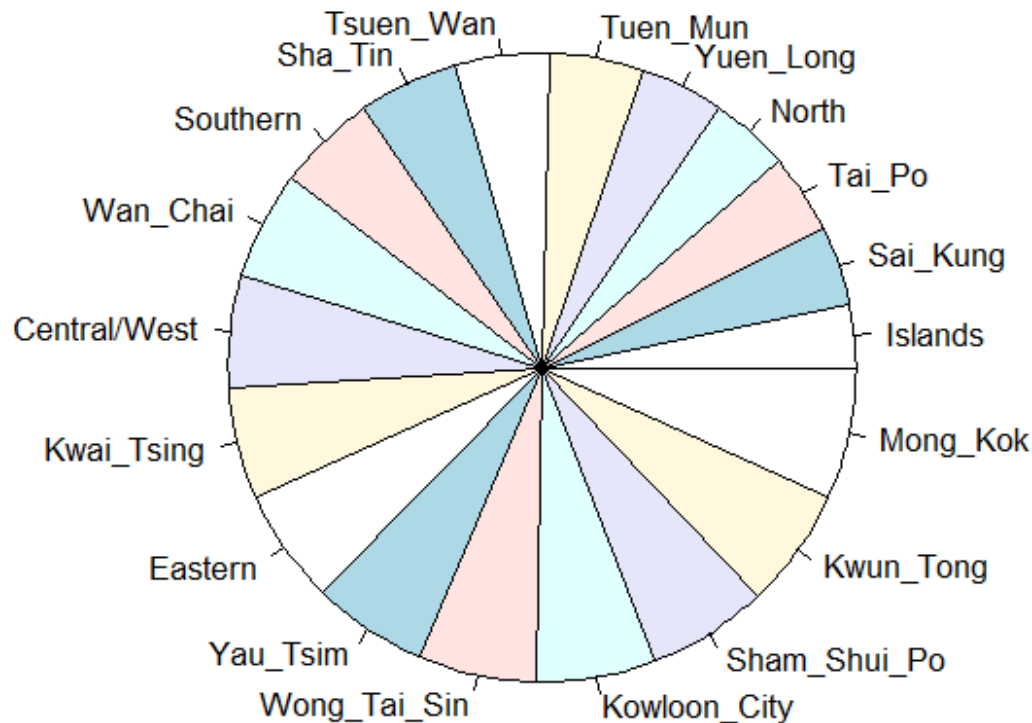 Tsuen_Wan
Tuen_Mun
Sha_Tin
Yuen_Long
Southern
North
Wan_Chai
Tai_Po
Sai_Kung
Central/West
Islands
Kwai_Tsing
Mong_Kok
Eastern
Kwun_Tong
Yau_Tsim
Sham_Shui_Po
Wong_Tai_Sin
Kowloon_City